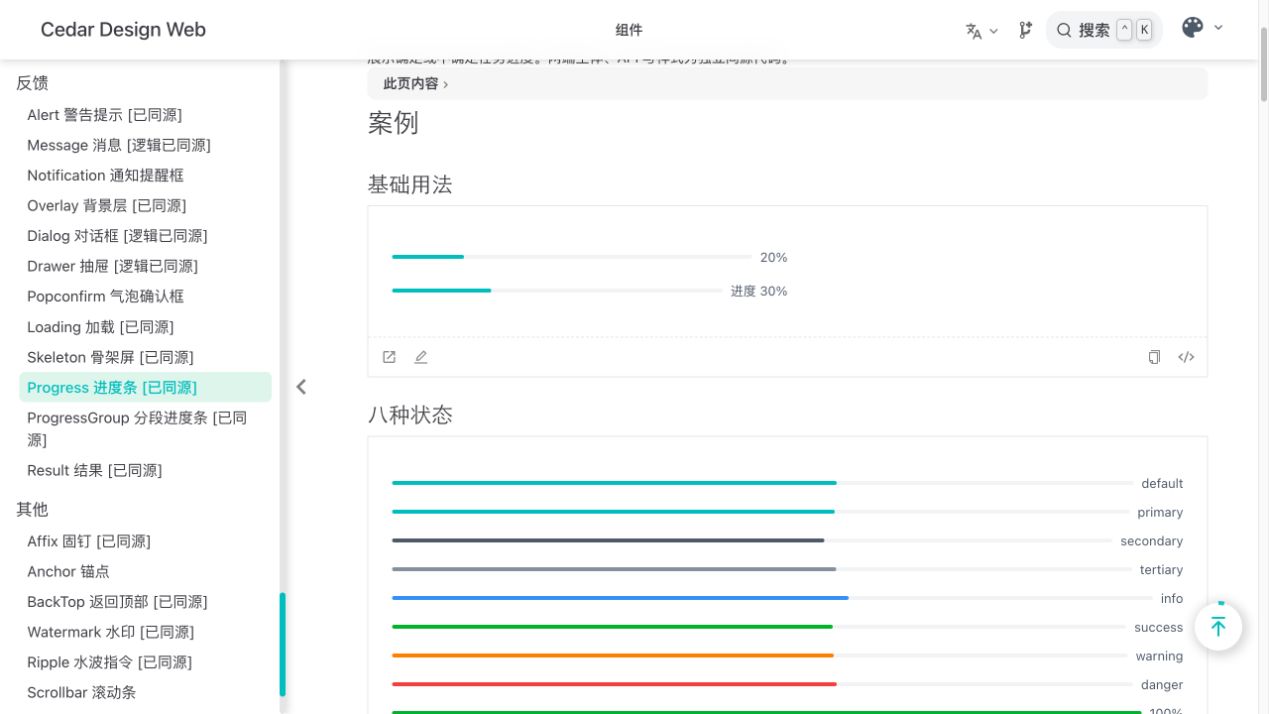 Cedar Design Web
组件
搜索 ^ K
反馈
Alert 警告提示 [已同源]
Message 消息 [逻辑已同源]
Notification 通知提醒框
Overlay 背景层 [已同源]
Dialog 对话框 [逻辑已同源]
Drawer 抽屉 [逻辑已同源]
Popconfirm 气泡确认框
Loading 加载 [已同源]
Skeleton 骨架屏 [已同源]
Progress 进度条 [已同源]
ProgressGroup 分段进度条 [已同
源]
Result 结果 [已同源]
其他
Affix 固钉 [已同源]
Anchor 锚点
BackTop 返回顶部 [已同源]
Watermark 水印 [已同源]
Ripple 水波指令 [已同源]
Scrollbar 滚动条
此页内容 ›
案例
基础用法
20%
进度 30%
八种状态
default
primary
secondary
tertiary
info
success
warning
danger
100%